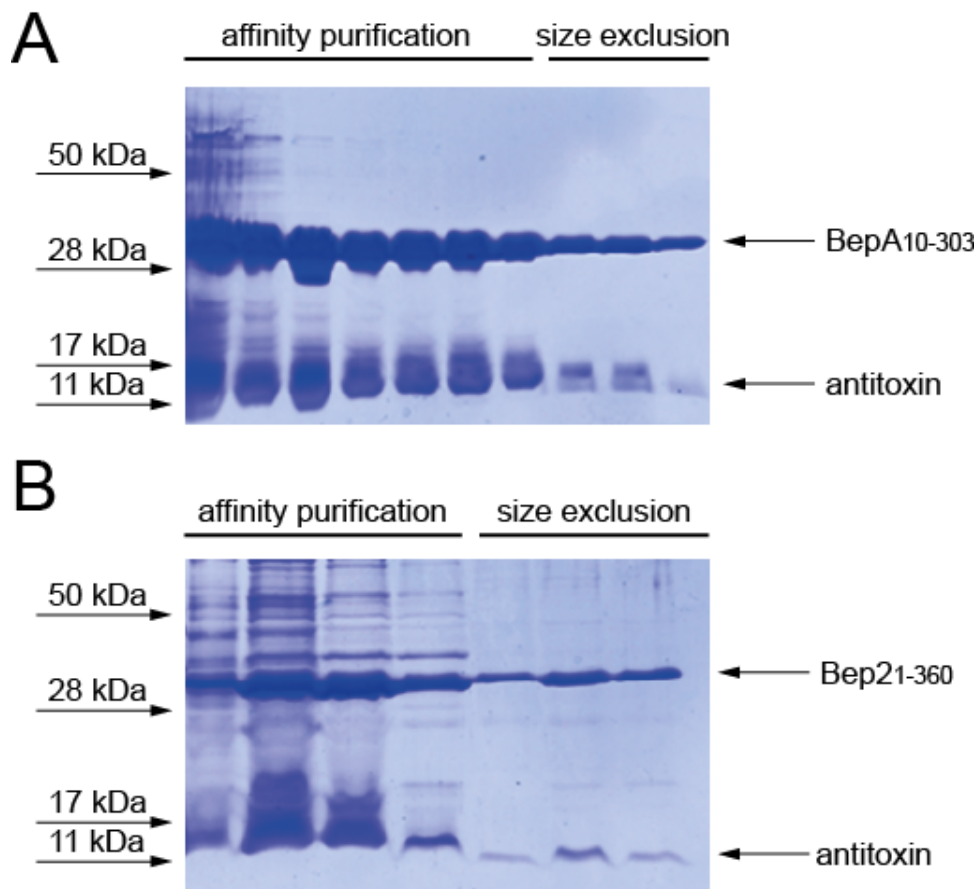 A
affinity purification size exclusion
50 kDa
28 kDa
17 kDa
11 kDa
BepA10-303
antitoxin
B
affinity purification size exclusion
50 kDa
28 kDa
17 kDa
11 kDa
Bep21-360
antitoxin